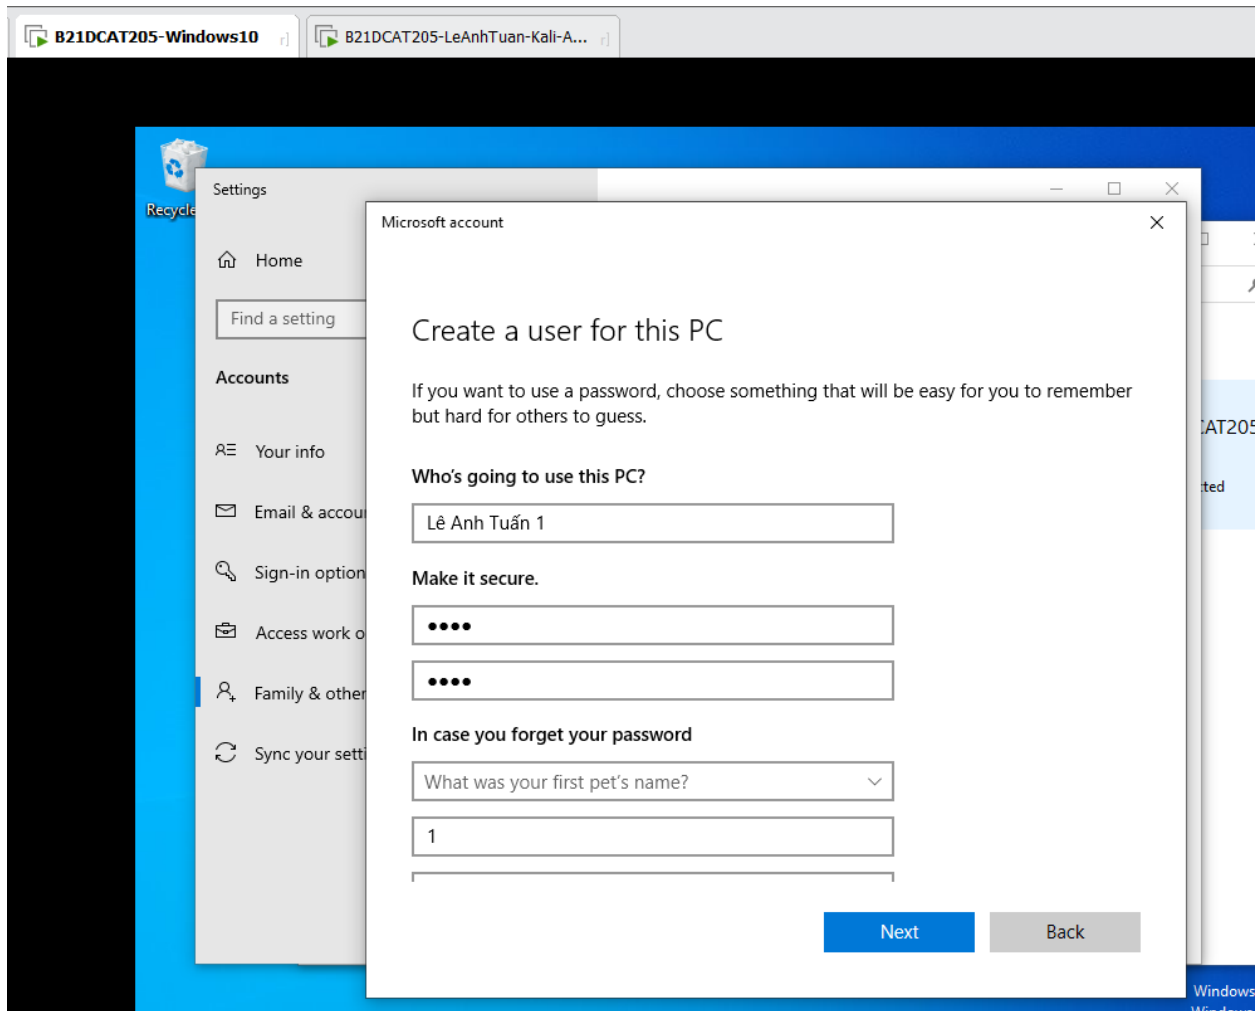 B21DCAT205-Windows10
B21DCAT205-LeAnhTuan-Kali-A...
Settings
Home
Find a setting
Accounts
Your info
Email & accou
Sign-in option
Access work o
Family & other
Sync your setti
Microsoft account
Create a user for this PC
If you want to use a password, choose something that will be easy for you to remember
but hard for others to guess.
Who's going to use this PC?
Lê Anh Tuấn 1
Make it secure.
In case you forget your password
What was your first pet's name?
1
Next
Back
Recycle
CAT205
cted
Windows